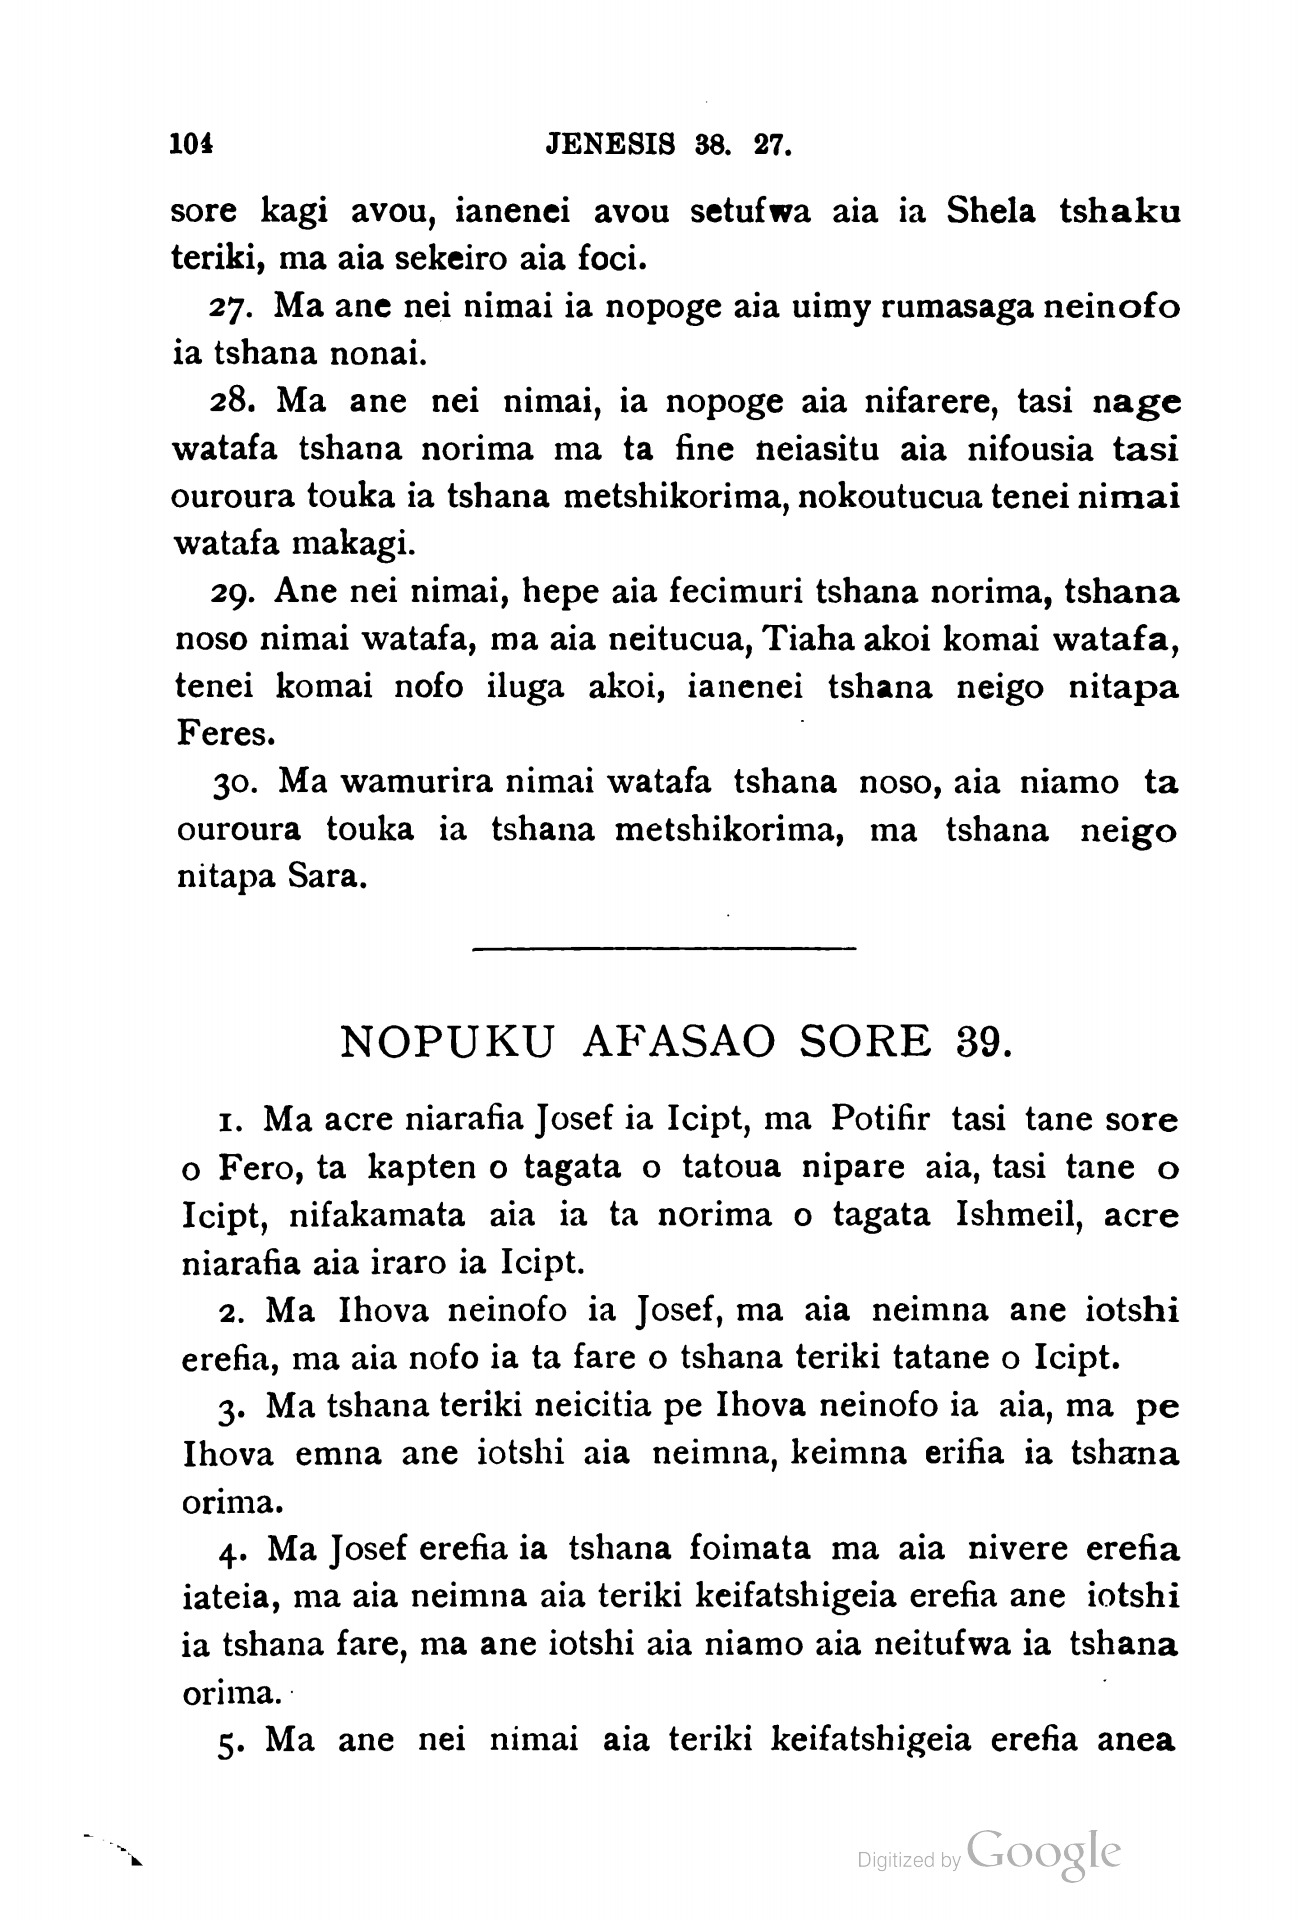 104 JENESIS 38. 27.
sore kagi avou, ianenei avou setufwa aia ia Shela tshaku
teriki, ma aia sekeiro aia foci.
27. Ma ane nei nimai ia nopoge aia uimy rumasaga neinofo
ia tshana nonai.
28. Ma ane nei nimai, ia nopoge aia nifarere, tasi nage
watafa tshana norima ma ta fine neiasitu aia nifousia tasi
ouroura touka ia tshana metshikorima, nokoutucua tenei nimai
watafa makagi.
29. Ane nei nimai, hepe aia fecimuri tshana norima, tshana
noso nimai watafa, ma aia neitucua, Tiaha akoi komai watafa,
tenei komai nofo iluga akoi, ianenei tshana neigo nitapa
Feres.
30. Ma wamurira nimai watafa tshana noso, aia niamo ta
ouroura touka ia tshana metshikorima, ma tshana neigo
nitapa Sara.
NOPUKU AFASAO SORE 39.
1. Ma acre niarafia Josef ia Icipt, ma Potifir tasi tane sore
o Fero, ta kapten o tagata o tatoua nipare aia, tasi tane o
Icipt, nifakamata aia ia ta norima o tagata Ishmeil, acre
niarafia aia iraro ia Icipt.
2. Ma Ihova neinofo ia Josef, ma aia neimna ane iotshi
erefia, ma aia nofo ia ta fare o tshana teriki tatane o Icipt.
3. Ma tshana teriki neicitia pe Ihova neinofo ia aia, ma pe
Ihova emna ane iotshi aia neimna, keimna erifia ia tshana
orima.
4. Ma Josef erefia ia tshana foimata ma aia nivere erefia
iateia, ma aia neimna aia teriki keifatshigeia erefia ane iotshi
ia tshana fare, ma ane iotshi aia niamo aia neitufwa ia tshana
orima.
5. Ma ane nei nimai aia teriki keifatshigeia erefia anea
Digitized by Google